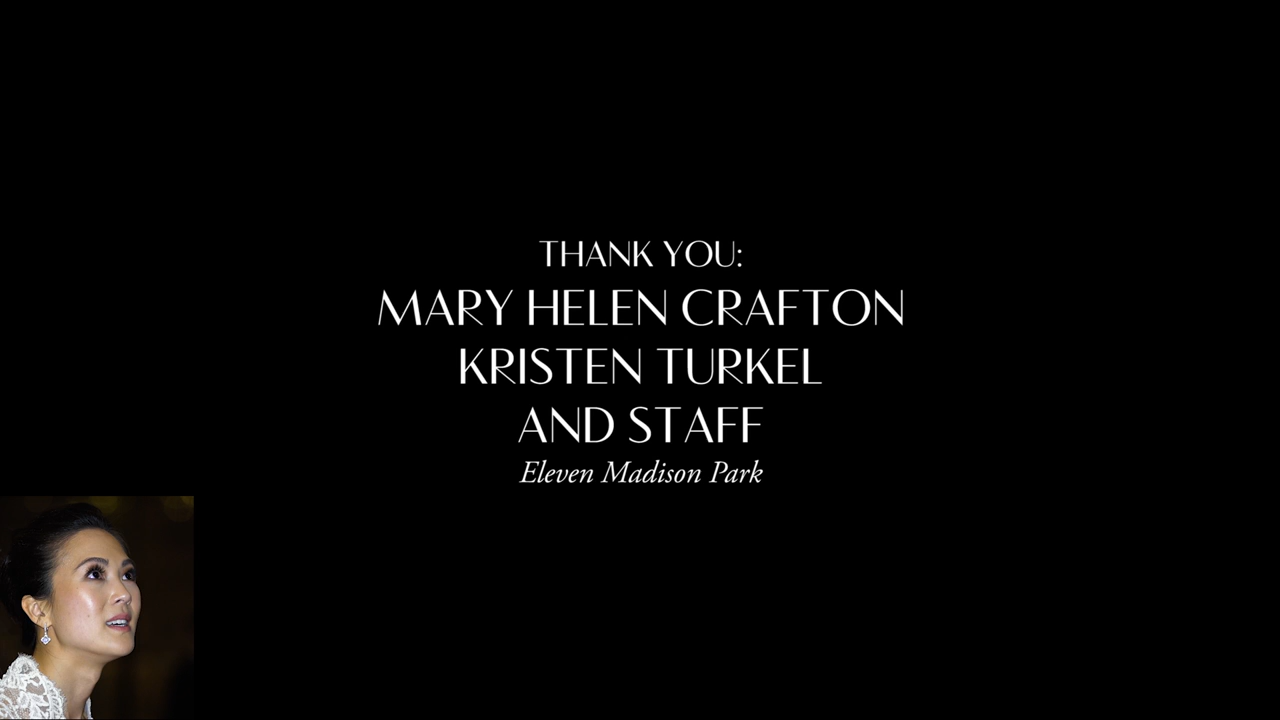 THANK YOU:
MARY HELEN CRAFTON
KRISTEN TURKEL
AND STAFF
Eleven Madison Park